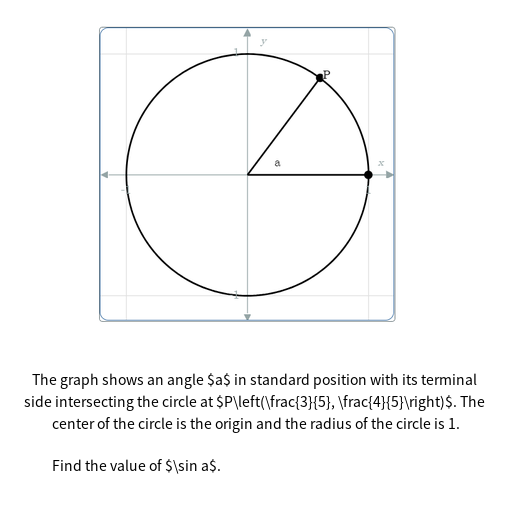 y
1
P
a
x
-1
1
-1
The graph shows an angle $a$ in standard position with its terminal
side intersecting the circle at $P\left(\frac{3}{5}, \frac{4}{5}\right)$. The
center of the circle is the origin and the radius of the circle is 1.
Find the value of $\sin a$.